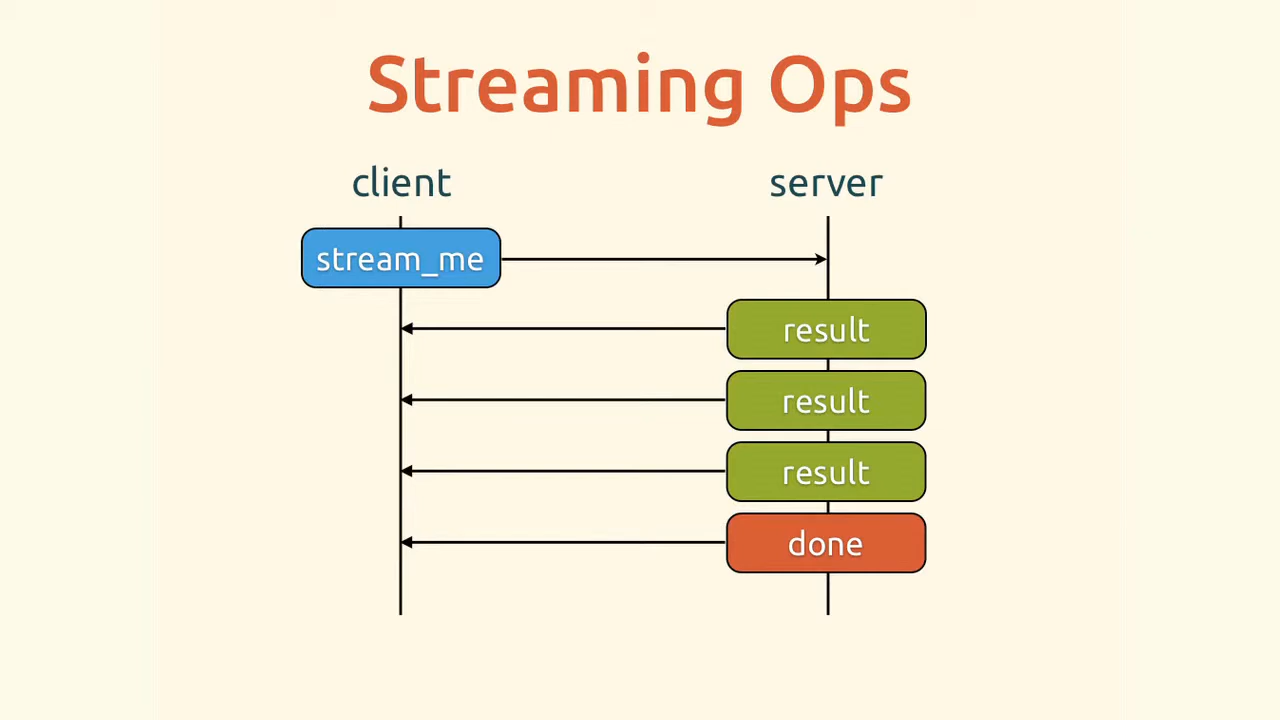 Streaming Ops
client server
stream_me
result
result
result
done